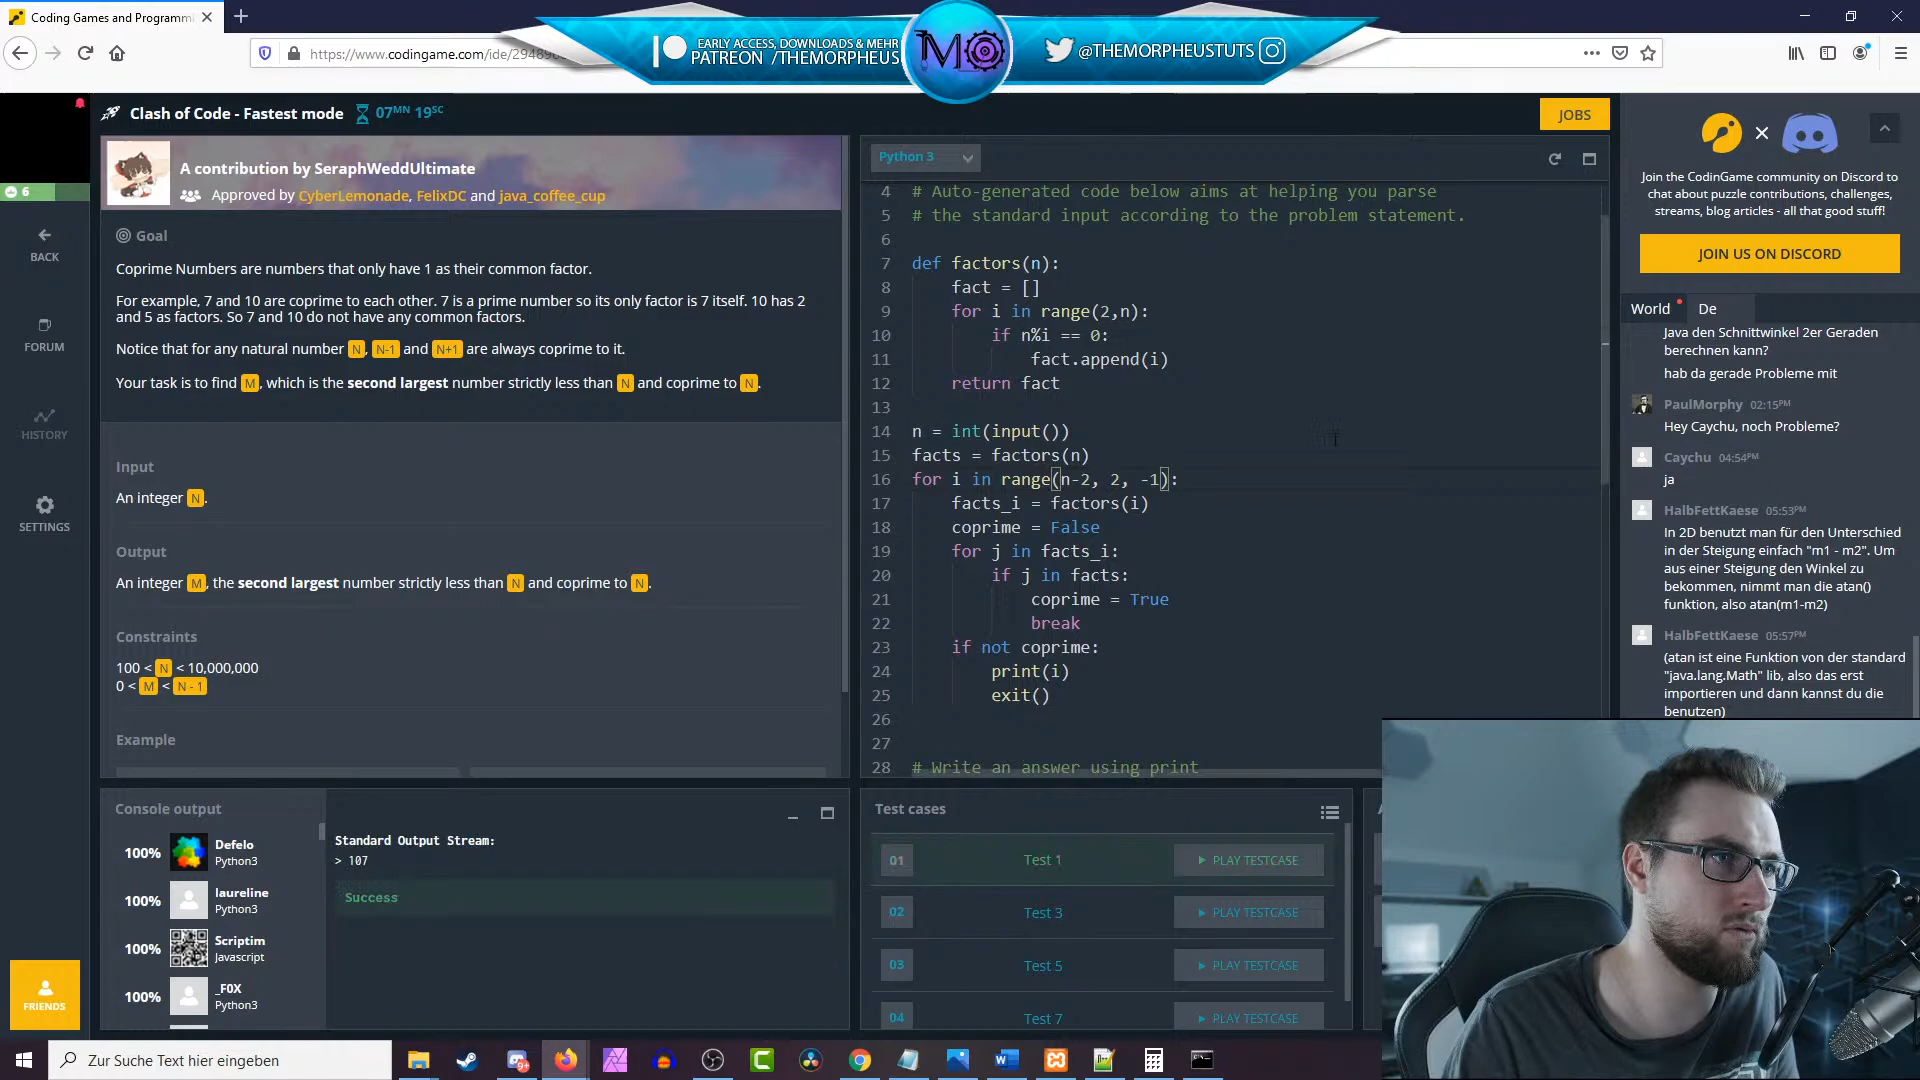 Coding Games and Programmi
EARLY ACCESS, DOWNLOADS & MEHR
PATREON /THEMORPHEUS
MO
@THEMORPHEUSTUTS
https://www.codingame.com/ide/2948
Clash of Code - Fastest mode
07MN 19SC
JOBS
A contribution by SeraphWeddUltimate
Approved by CyberLemonade, FelixDC and java_coffee_cup
6
BACK
FORUM
HISTORY
SETTINGS
FRIENDS
Goal
Coprime Numbers are numbers that only have 1 as their common factor.
For example, 7 and 10 are coprime to each other. 7 is a prime number so its only factor is 7 itself. 10 has 2
and 5 as factors. So 7 and 10 do not have any common factors.
Notice that for any natural number N, N-1 and N+1 are always coprime to it.
Your task is to find M, which is the second largest number strictly less than N and coprime to N.
Input
An integer N.
Output
An integer M, the second largest number strictly less than N and coprime to N.
Constraints
100 < N < 10,000,000
0 < M < N - 1
Example
Python 3
4 # Auto-generated code below aims at helping you parse
5 # the standard input according to the problem statement.
6
7 def factors(n):
8 fact = []
9 for i in range(2,n):
10 if n%i == 0:
11 fact.append(i)
12 return fact
13
14 n = int(input())
15 facts = factors(n)
16 for i in range(n-2, 2, -1):
17 facts_i = factors(i)
18 coprime = False
19 for j in facts_i:
20 if j in facts:
21 coprime = True
22 break
23 if not coprime:
24 print(i)
25 exit()
26
27
28 # Write an answer using print
Join the CodinGame community on Discord to
chat about puzzle contributions, challenges,
streams, blog articles - all that good stuff!
JOIN US ON DISCORD
World
De
Java den Schnittwinkel 2er Geraden
berechnen kann?
hab da gerade Probleme mit
PaulMorphy 02:15PM
Hey Caychu, noch Probleme?
Caychu 04:54PM
ja
HalbFettKaese 05:53PM
In 2D benutzt man für den Unterschied
in der Steigung einfach "m1 - m2". Um
aus einer Steigung den Winkel zu
bekommen, nimmt man die atan()
funktion, also atan(m1-m2)
HalbFettKaese 05:57PM
(atan ist eine Funktion von der standard
"java.lang.Math" lib, also das erst
importieren und dann kannst du die
benutzen)
Console output
100% Defelo
Python3
100% laureline
Python3
100% Scriptim
Javascript
100% _F0X
Python3
Standard Output Stream:
> 107
Success
Test cases
01 Test 1 PLAY TESTCASE
02 Test 3 PLAY TESTCASE
03 Test 5 PLAY TESTCASE
04 Test 7 PLAY TESTCASE
Zur Suche Text hier eingeben